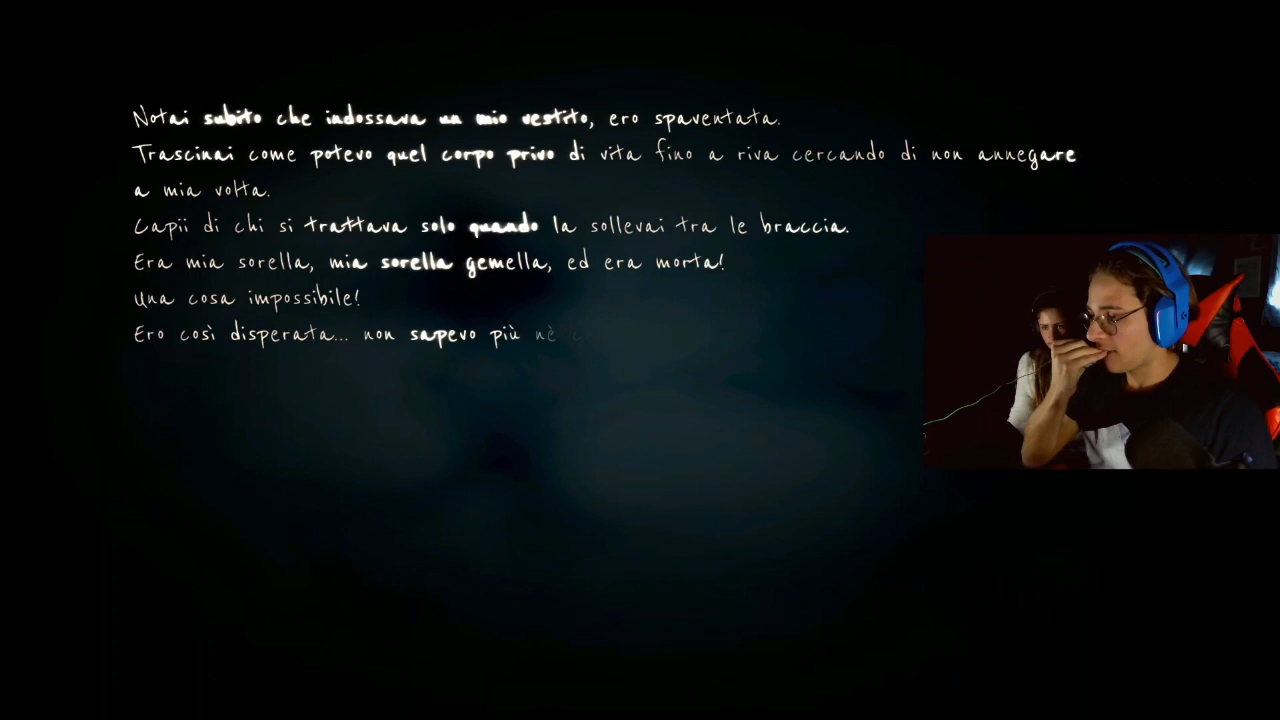 Notai subito che indossava un mio vestito, ero spaventata.
Trascinai come potevo quel corpo privo di vita fino a riva cercando di non annegare
a mia volta.
Capii di chi si trattava solo quando la sollevai tra le braccia.
Era mia sorella, mia sorella gemella, ed era morta!
Una cosa impossibile!
Ero così disperata... non sapevo più nè